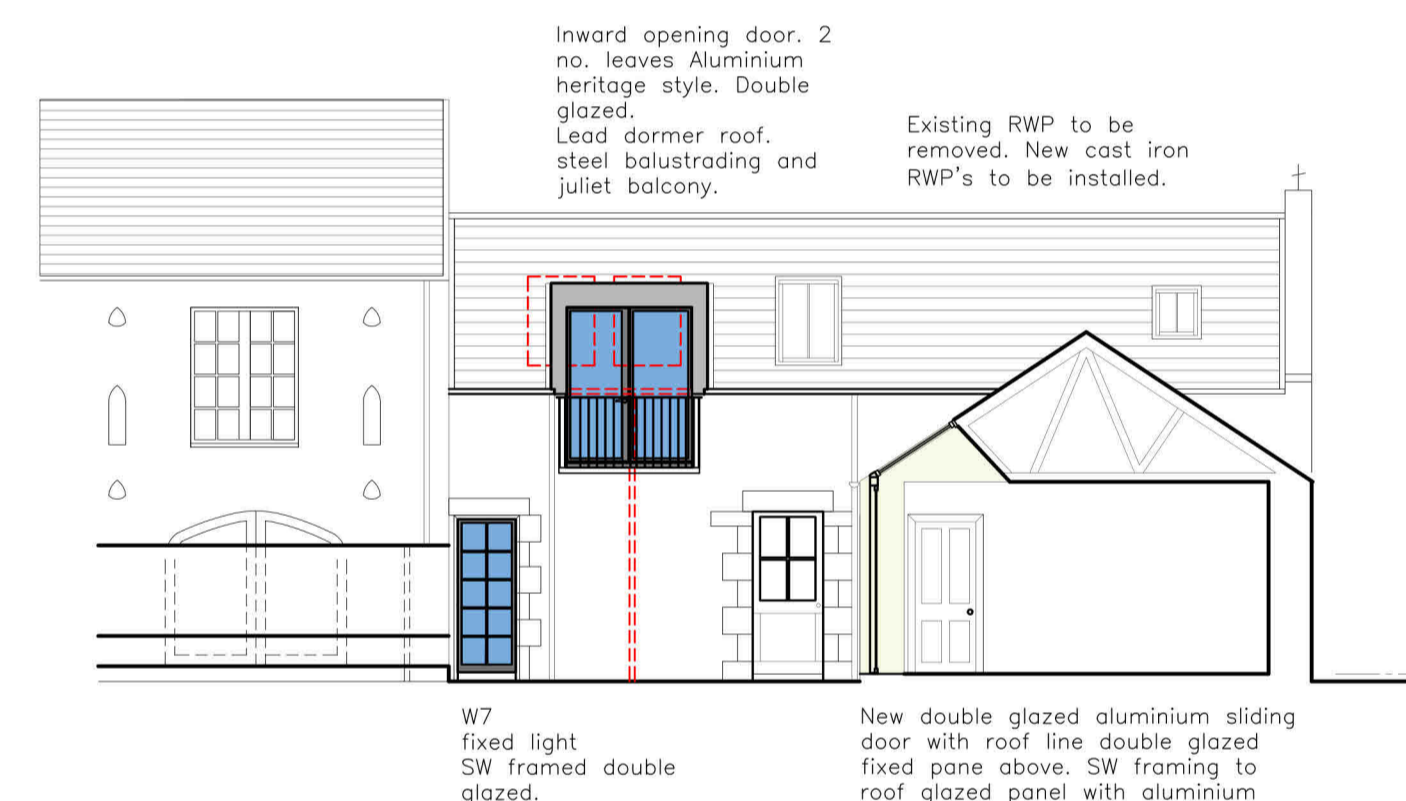 Inward opening door. 2
no. leaves Aluminium
heritage style. Double
glazed.
Lead dormer roof.
steel balustrading and
juliet balcony.
Existing RWP to be
removed. New cast iron
RWP's to be installed.
W7
fixed light
SW framed double
glazed.
New double glazed aluminium sliding
door with roof line double glazed
fixed pane above. SW framing to
roof glazed panel with aluminium